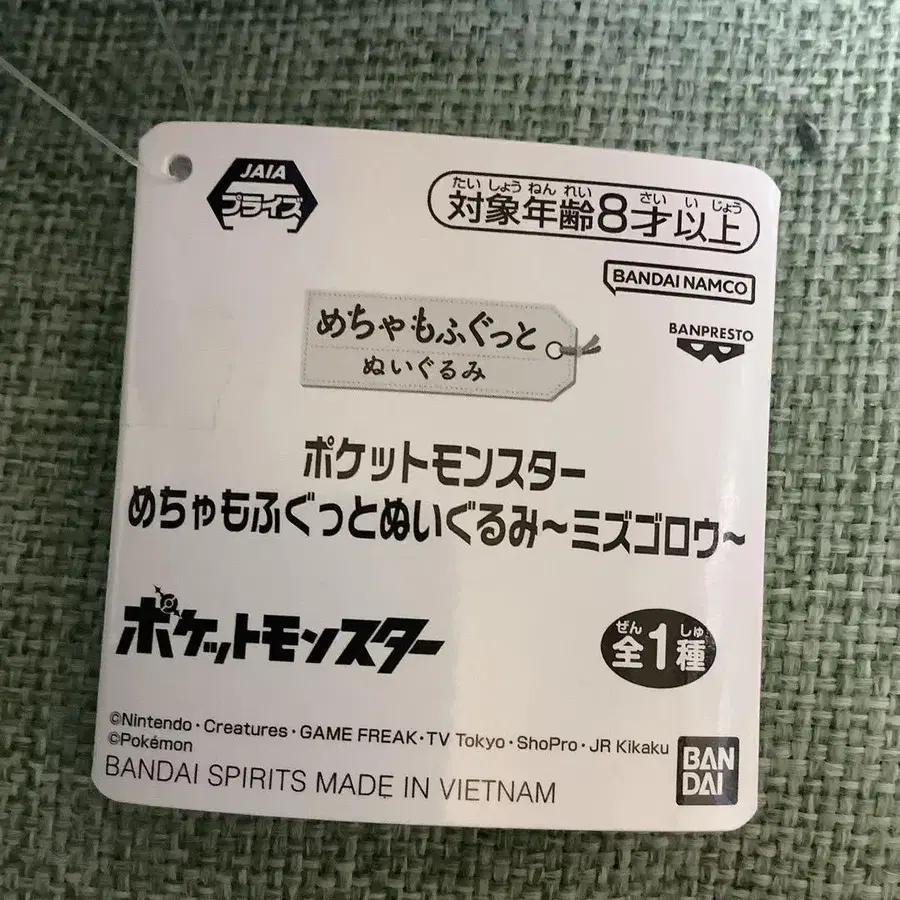 JAIA
プライズ
たいしょうねんれい さい い じょう
対象年齢8才以上
BANDAI NAMCO
BANPRESTO
めちゃもふぐっと
ぬいぐるみ
ポケットモンスター
めちゃもふぐっとぬいぐるみ~ミズゴロウ~
ポケットモンスター
ぜん しゅ
全1種
©Nintendo・Creatures・GAME FREAK・TV Tokyo・ShoPro・JR Kikaku
©Pokémon
BANDAI SPIRITS MADE IN VIETNAM
BAN
DAI